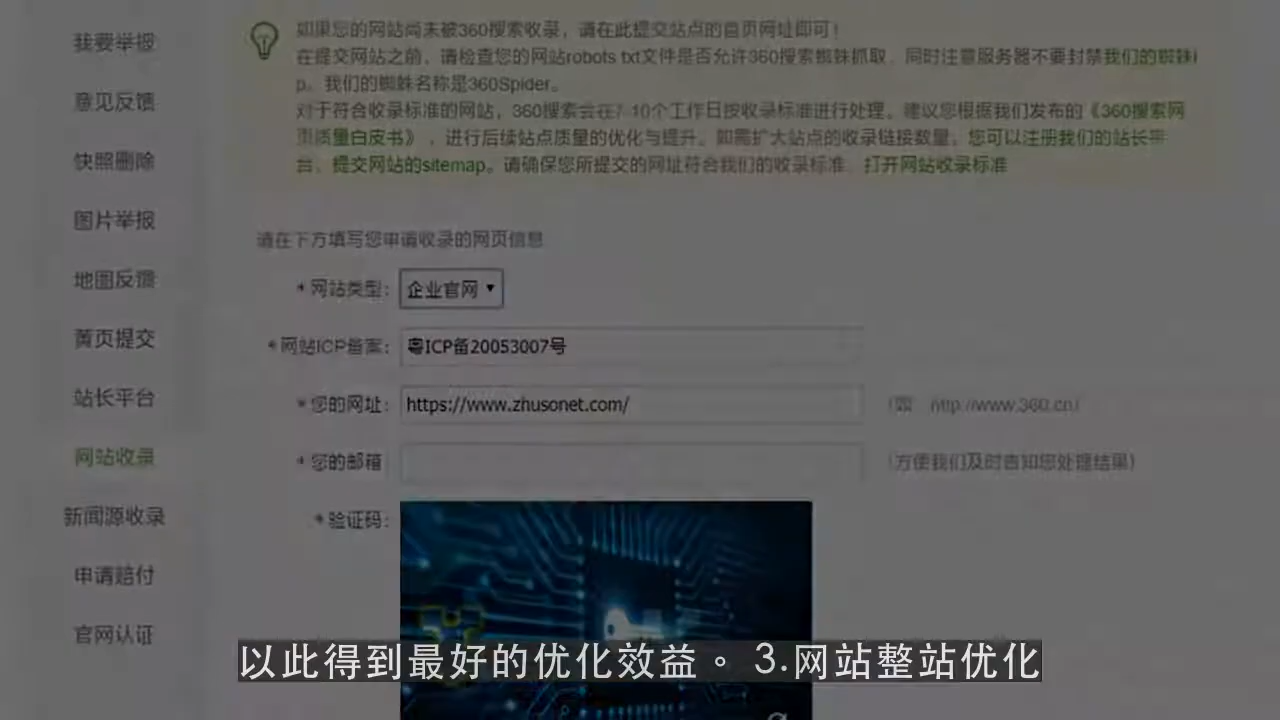 我要举报
意见反馈
快照删除
图片举报
地图反馈
黄页提交
站长平台
网站收录
新闻源收录
申请赔付
官网认证
如果您的网站尚未被360搜索收录，请在此提交站点的首页网址即可！
在提交网站之前，请检查您的网站robots txt文件是否允许360搜索蜘蛛抓取，同时注意服务器不要封禁我们的蜘蛛I
p。我们的蜘蛛名称是360Spider。
对于符合收录标准的网站，360搜索会在7-10个工作日按收录标准进行处理。建议您根据我们发布的《360搜索网
页质量白皮书》，进行后续站点质量的优化与提升。如需扩大站点的收录链接数量，您可以注册我们的站长平
台、提交网站的sitemap。请确保您所提交的网址符合我们的收录标准。打开网站收录标准
请在下方填写您申请收录的网页信息
* 网站类型： 企业官网 ▼
* 网站ICP备案： 粤ICP备20053007号
* 您的网址： https://www.zhusonet.com/ （如：http://www.360.cn）
* 您的邮箱 （方便我们及时告知您处理结果）
* 验证码：
以此得到最好的优化效益。 3.网站整站优化